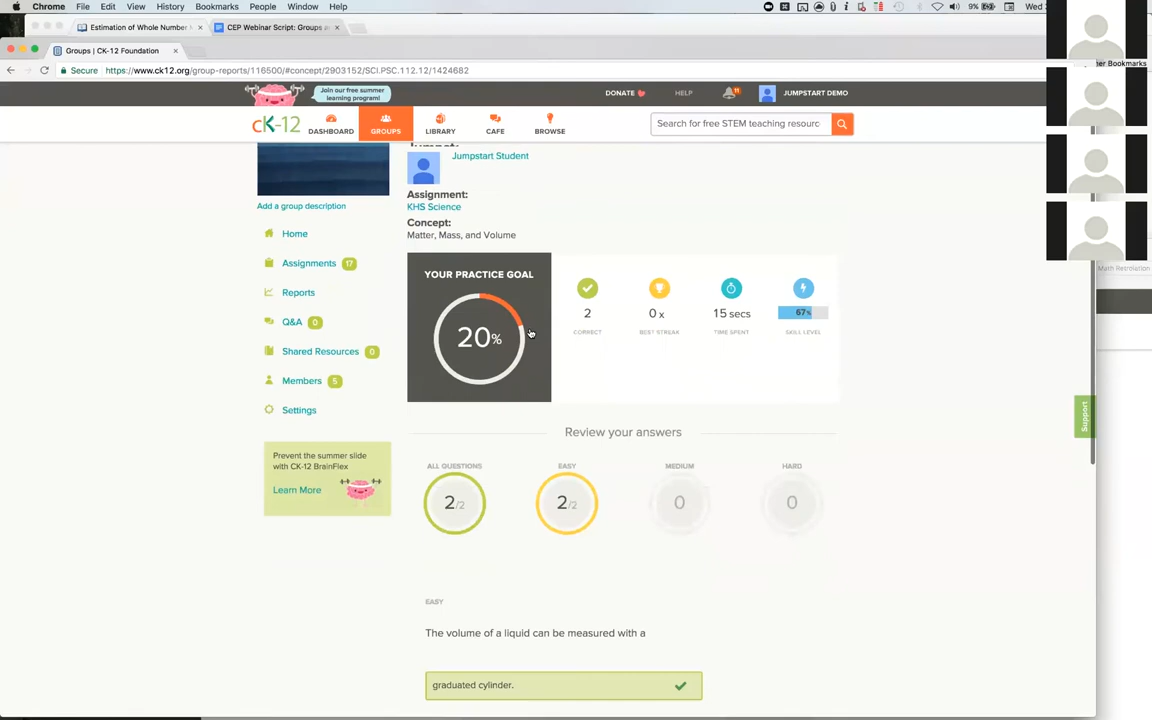 Chrome File Edit View History Bookmarks People Window Help 9% Wed
Estimation of Whole Number
CEP Webinar Script: Groups
Groups | CK-12 Foundation
Secure https://www.ck12.org/group-reports/116500/#concept/2903152/SCI.PSC.112.12/1424682
Bookmarks
Join our free summer
learning program!
DONATE
HELP
11
JUMPSTART DEMO
cK-12
DASHBOARD
GROUPS
LIBRARY
CAFE
BROWSE
Search for free STEM teaching resourc
Jumpstart Student
Assignment:
KHS Science
Concept:
Matter, Mass, and Volume
Add a group description
Home
Assignments 17
Reports
Q&A 0
Shared Resources 0
Members 5
Settings
Prevent the summer slide
with CK-12 BrainFlex
Learn More
YOUR PRACTICE GOAL
20%
2
CORRECT
0 x
BEST STREAK
15 secs
TIME SPENT
67%
SKILL LEVEL
Review your answers
ALL QUESTIONS
2/2
EASY
2/2
MEDIUM
0
HARD
0
EASY
The volume of a liquid can be measured with a
graduated cylinder.
Support